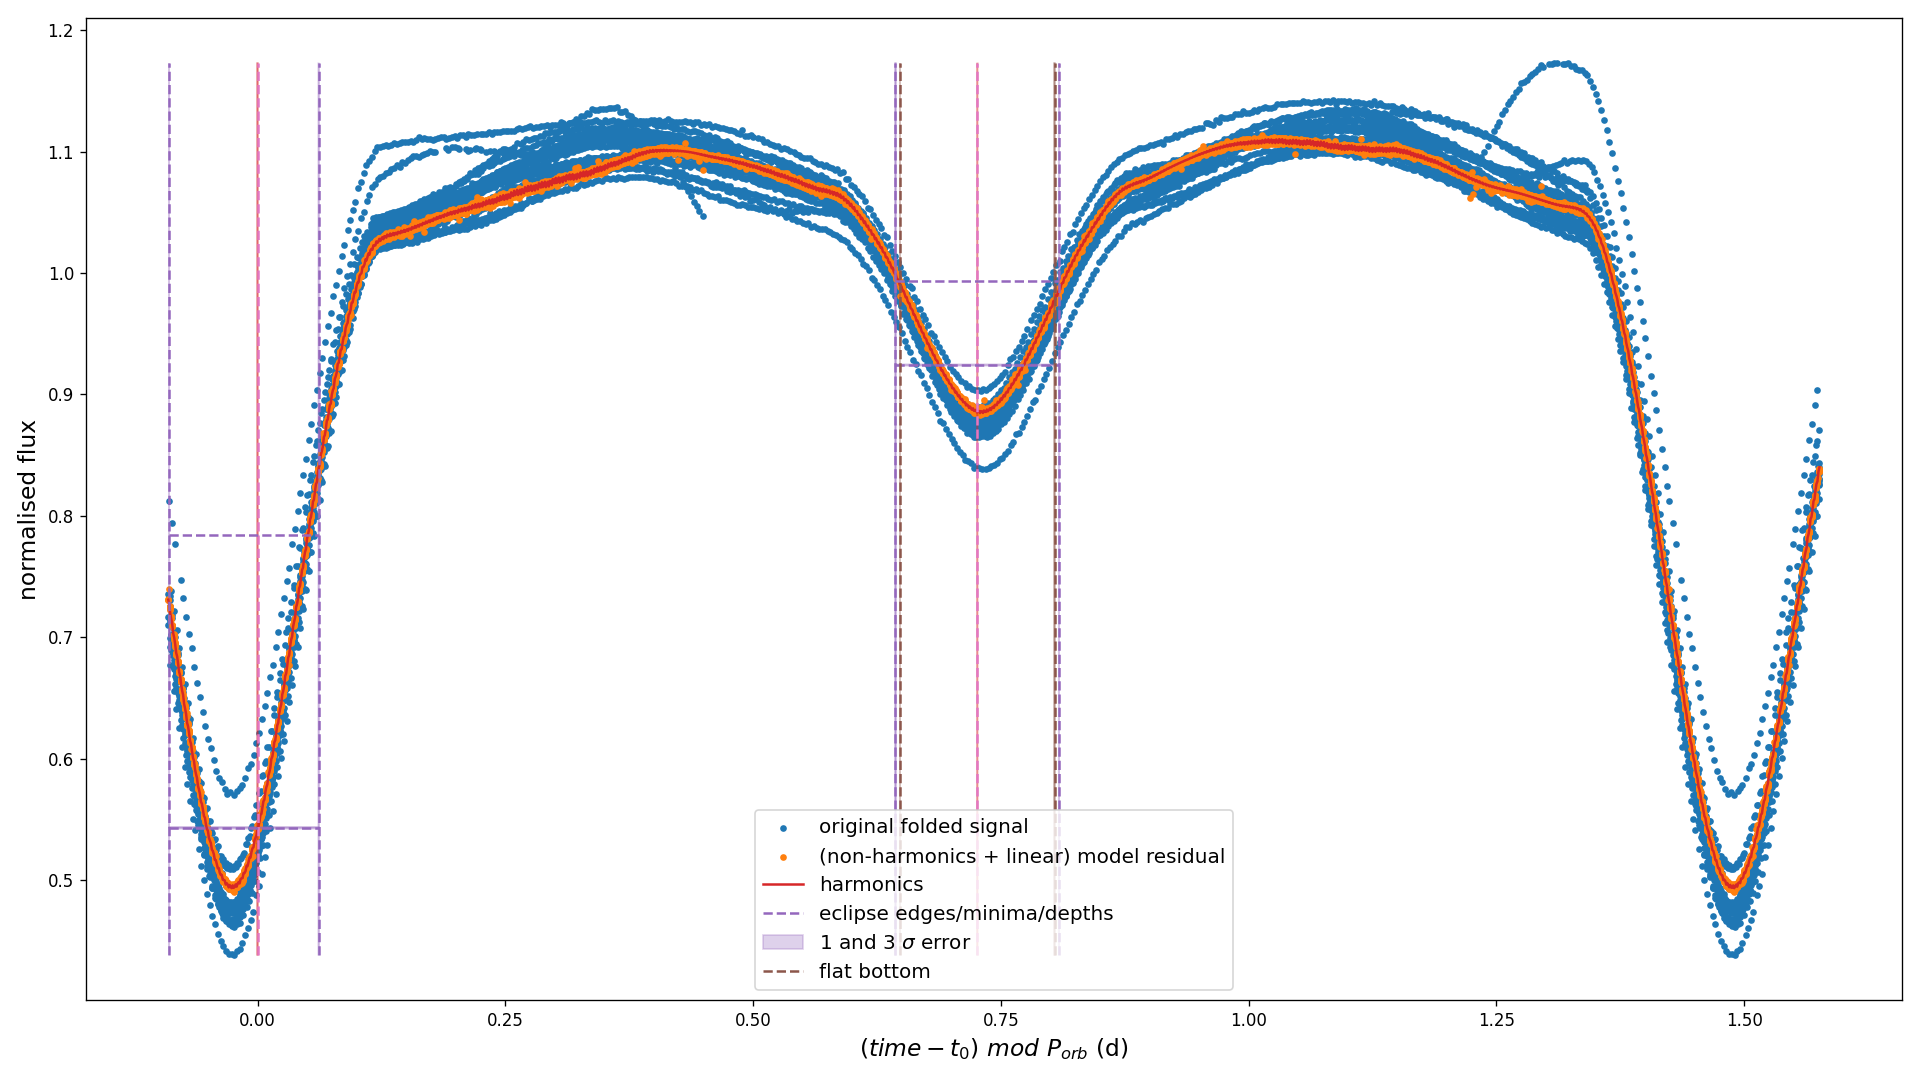 1.2
1.1
1.0
0.9
0.8
0.7
0.6
0.5
normalised flux
original folded signal
(non-harmonics + linear) model residual
harmonics
eclipse edges/minima/depths
1 and 3 σ error
flat bottom
0.00 0.25 0.50 0.75 1.00 1.25 1.50
(time − t₀) mod P_orb (d)